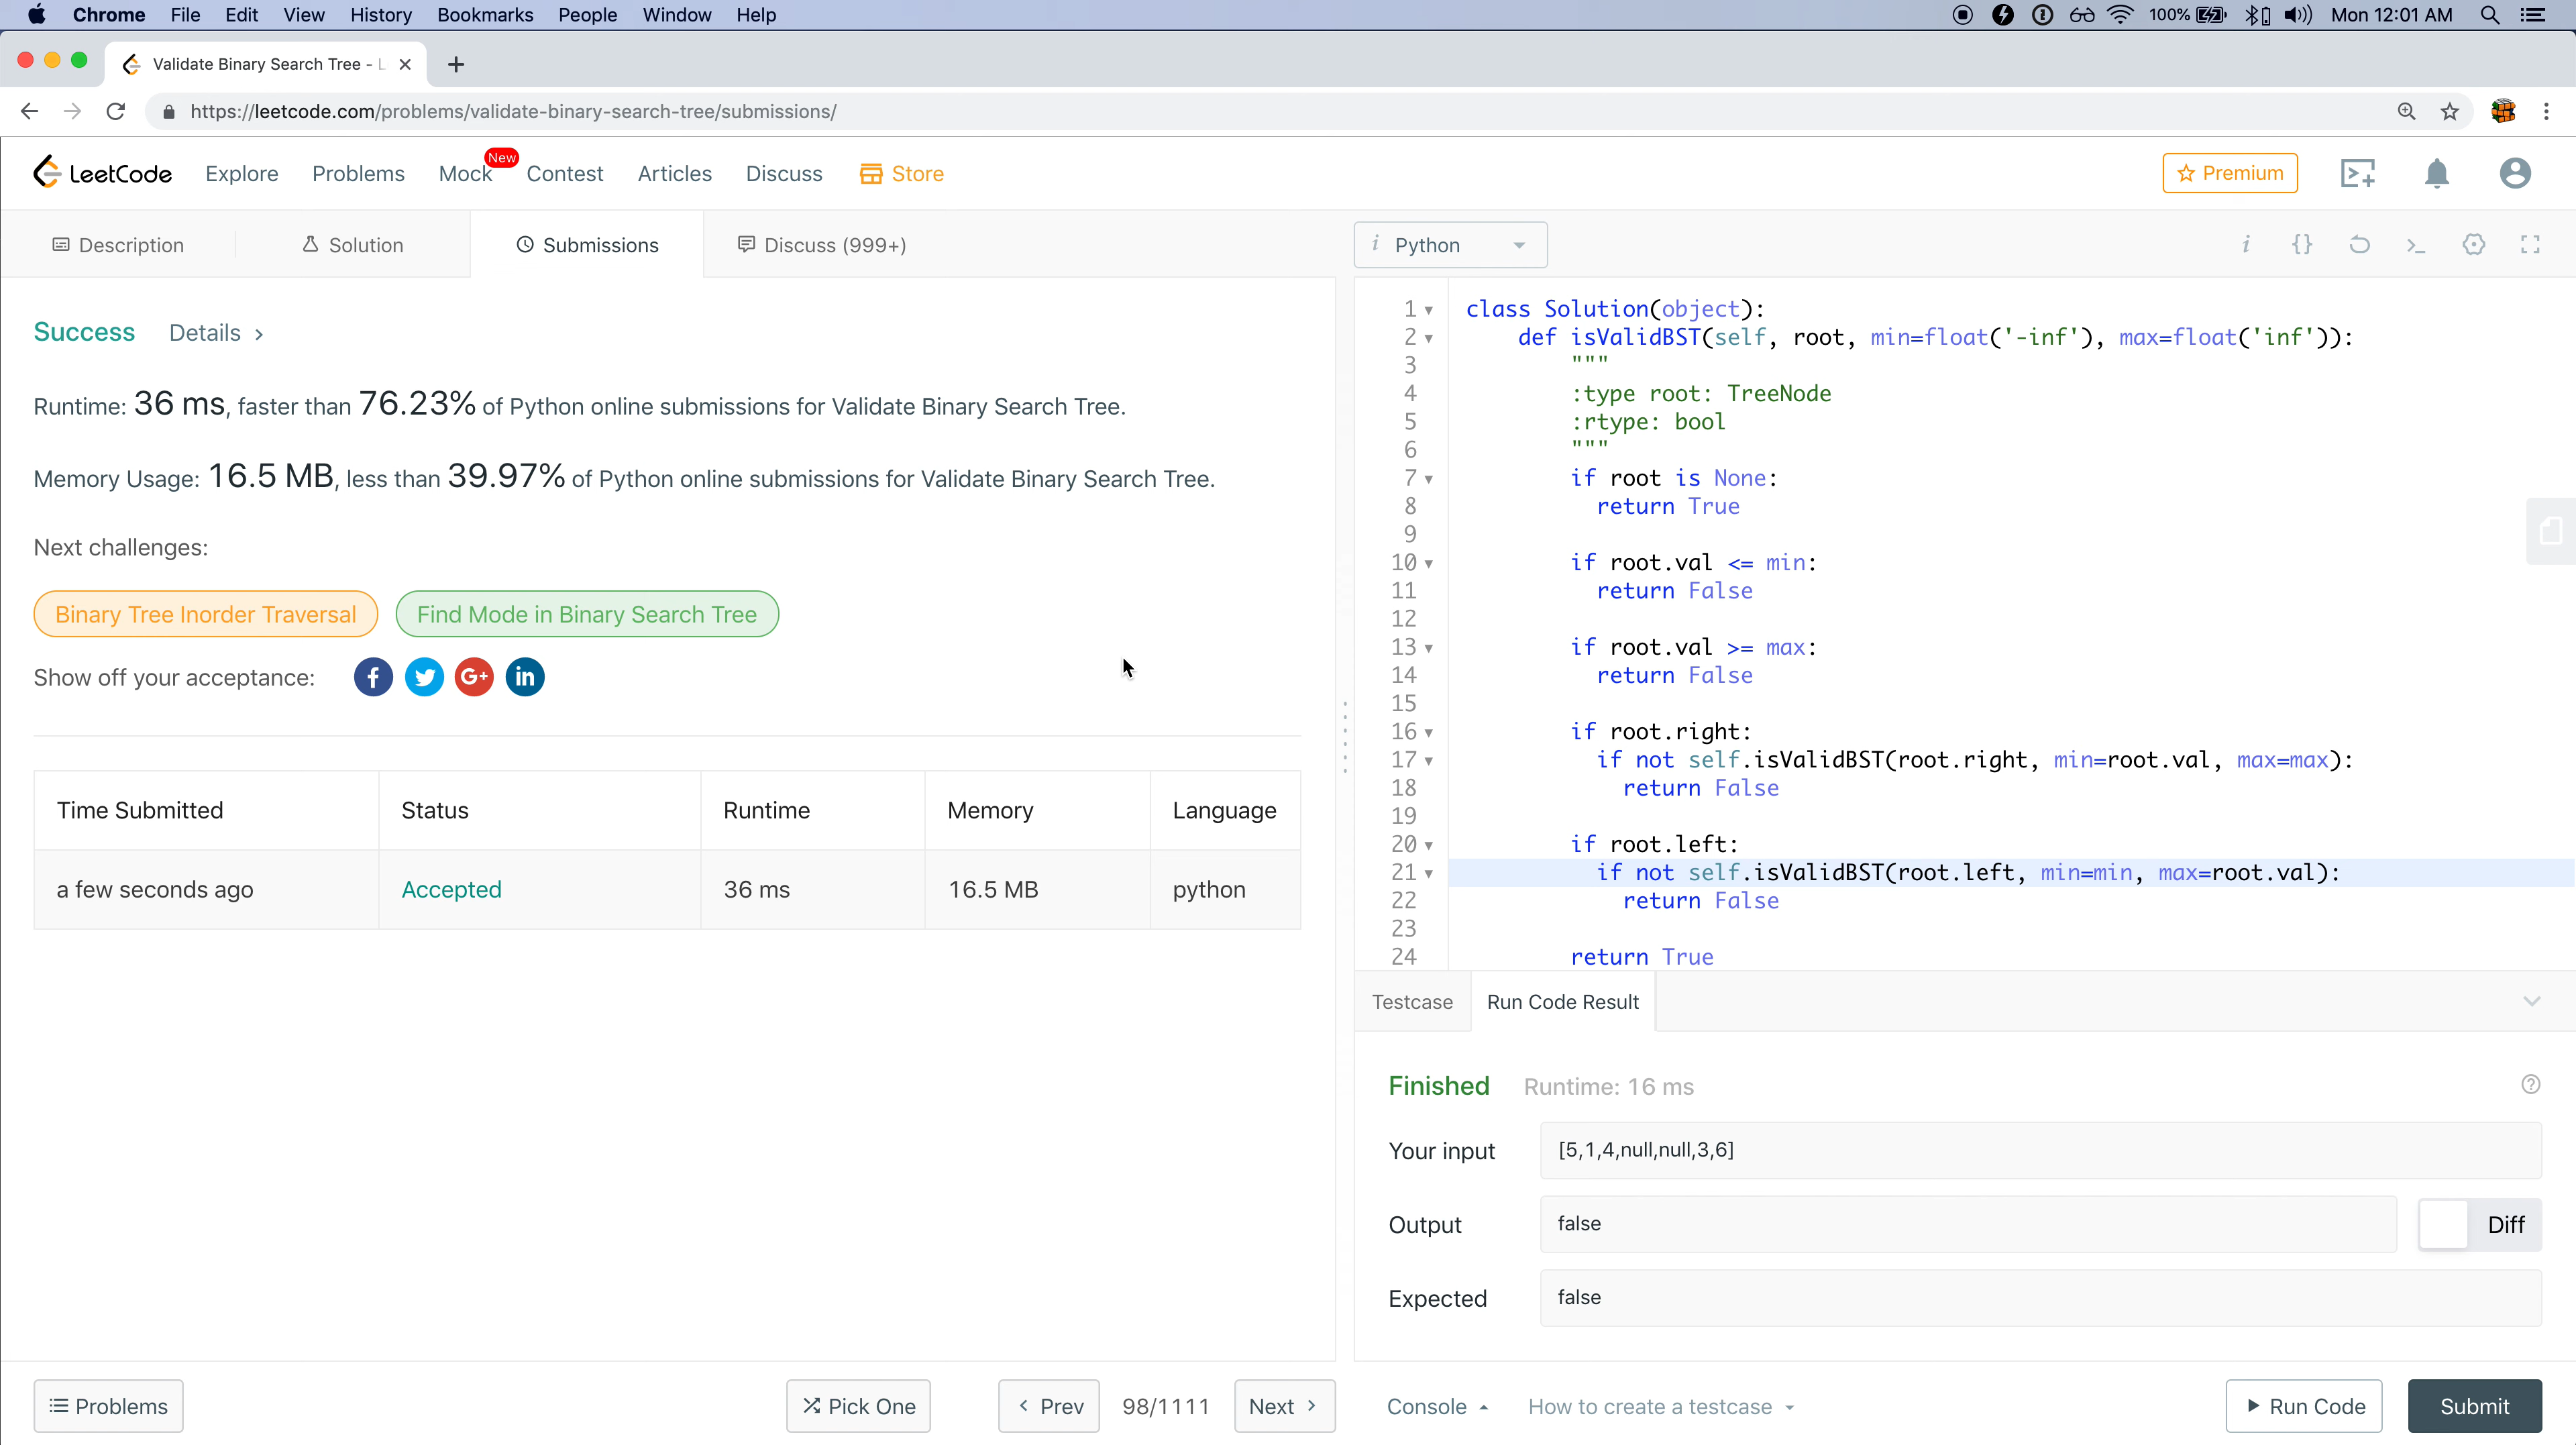 Chrome File Edit View History Bookmarks People Window Help 100% Mon 12:01 AM
Validate Binary Search Tree - L
https://leetcode.com/problems/validate-binary-search-tree/submissions/
LeetCode Explore Problems Mock New Contest Articles Discuss Store Premium
Description Solution Submissions Discuss (999+)
Success Details
Runtime: 36 ms, faster than 76.23% of Python online submissions for Validate Binary Search Tree.
Memory Usage: 16.5 MB, less than 39.97% of Python online submissions for Validate Binary Search Tree.
Next challenges:
Binary Tree Inorder Traversal Find Mode in Binary Search Tree
Show off your acceptance: f G+ in
Time Submitted Status Runtime Memory Language
a few seconds ago Accepted 36 ms 16.5 MB python
Problems Pick One < Prev 98/1111 Next >
i Python i {} >_
1 class Solution(object):
2 def isValidBST(self, root, min=float('-inf'), max=float('inf')):
3 """
4 :type root: TreeNode
5 :rtype: bool
6 """
7 if root is None:
8 return True
9
10 if root.val <= min:
11 return False
12
13 if root.val >= max:
14 return False
15
16 if root.right:
17 if not self.isValidBST(root.right, min=root.val, max=max):
18 return False
19
20 if root.left:
21 if not self.isValidBST(root.left, min=min, max=root.val):
22 return False
23
24 return True
Testcase Run Code Result
Finished Runtime: 16 ms
Your input [5,1,4,null,null,3,6]
Output false Diff
Expected false
Console How to create a testcase Run Code Submit